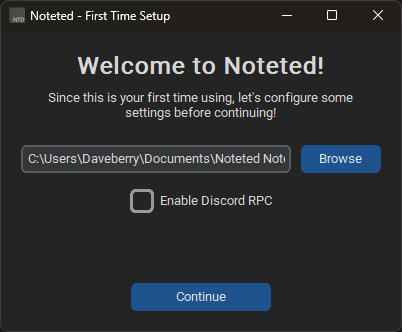 NTD
Noteted - First Time Setup
Welcome to Noteted!
Since this is your first time using, let's configure some
settings before continuing!
C:\Users\Daveberry\Documents\Noteted Not
Browse
Enable Discord RPC
Continue